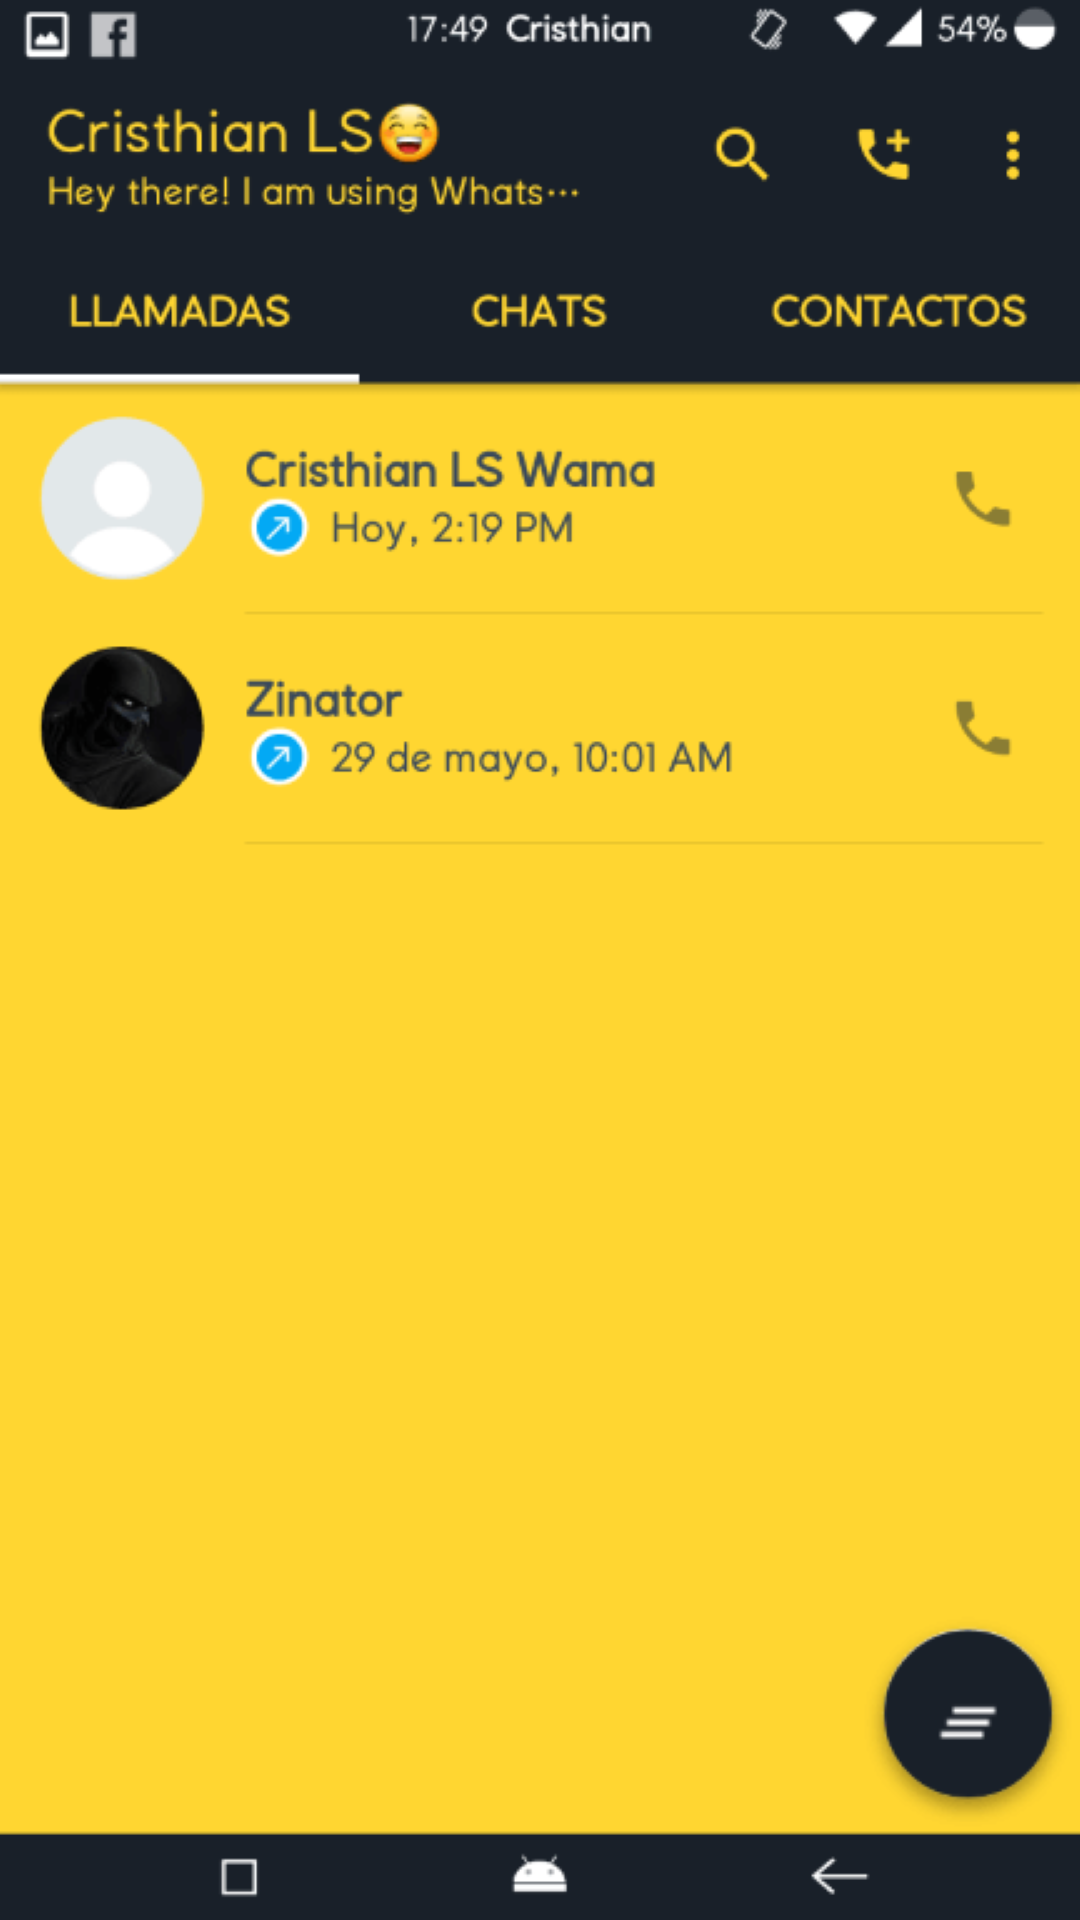 17:49 Cristhian 54%
Cristhian LS😁
Hey there! I am using Whats···
LLAMADAS CHATS CONTACTOS
Cristhian LS Wama
Hoy, 2:19 PM
Zinator
29 de mayo, 10:01 AM